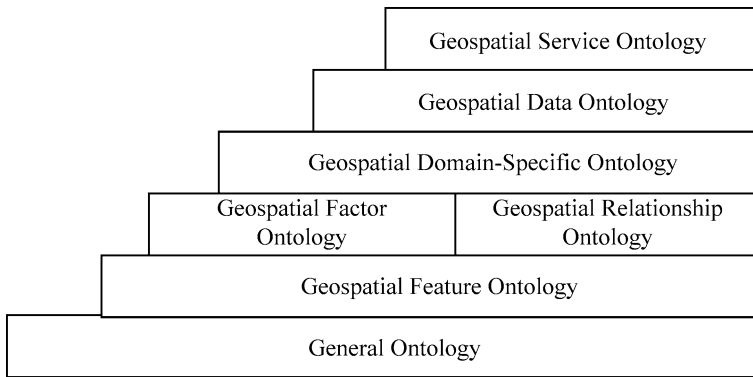 Geospatial Service Ontology
Geospatial Data Ontology
Geospatial Domain-Specific Ontology
Geospatial Factor
Ontology
Geospatial Relationship
Ontology
Geospatial Feature Ontology
General Ontology